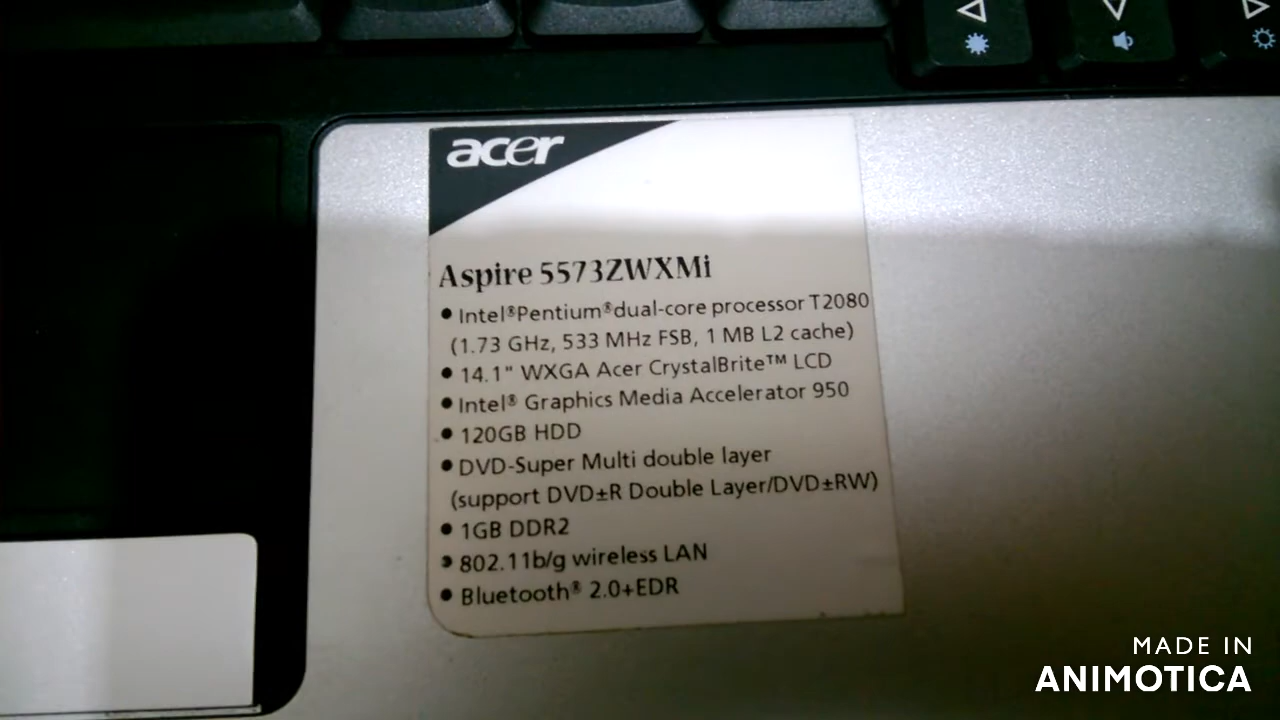 acer
Aspire 5573ZWXMi
• Intel®Pentium®dual-core processor T2080
(1.73 GHz, 533 MHz FSB, 1 MB L2 cache)
• 14.1" WXGA Acer CrystalBrite™ LCD
• Intel® Graphics Media Accelerator 950
• 120GB HDD
• DVD-Super Multi double layer
(support DVD±R Double Layer/DVD±RW)
• 1GB DDR2
• 802.11b/g wireless LAN
• Bluetooth® 2.0+EDR
MADE IN
ANIMOTICA